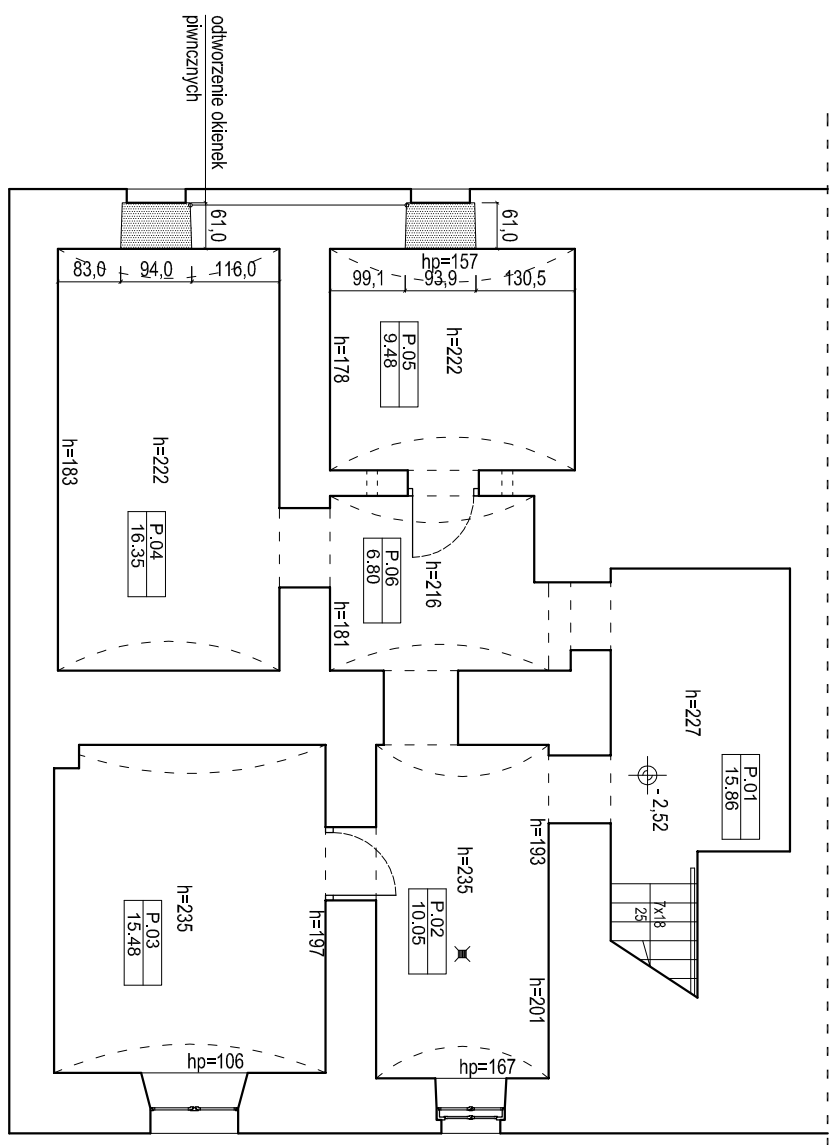 odtworzenie okienek
piwncznych
61,0
61,0
83,0
94,0
116,0
hp=157
99,1
93,9
130,5
P.05
9.48
h=222
h=178
h=183
h=222
P.04
16.35
P.06
6.80
h=216
h=181
h=227
P.01
15.86
- 2,52
7x18
25
h=193
h=235
P.02
10.05
h=201
h=197
h=235
P.03
15.48
hp=106
hp=167